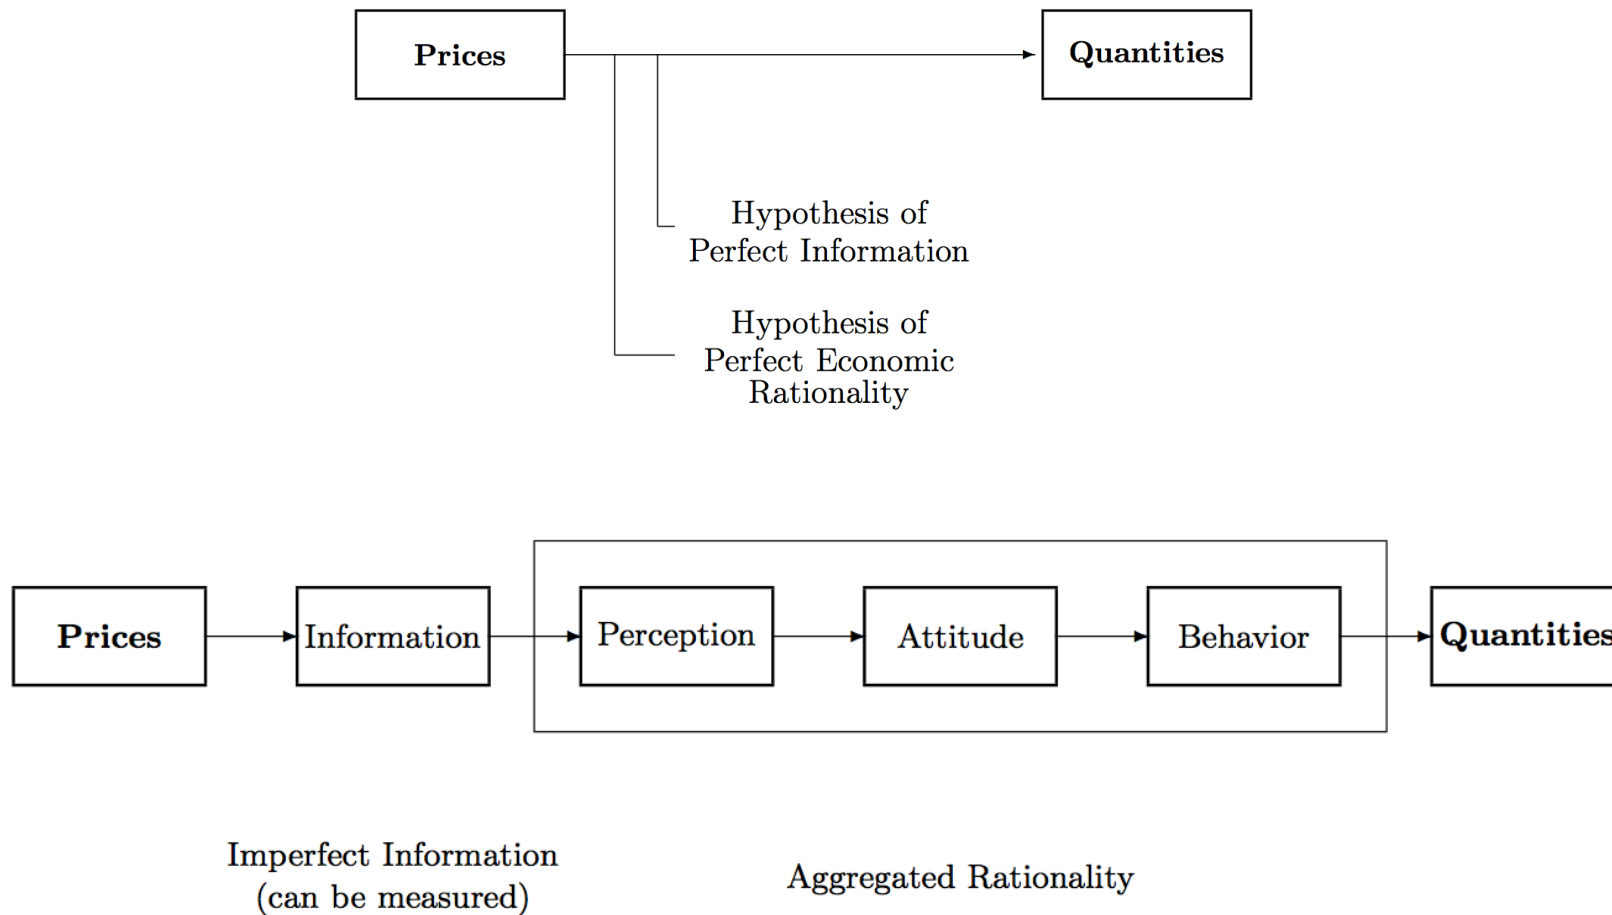 Prices
Quantities
Hypothesis of
Perfect Information
Hypothesis of
Perfect Economic
Rationality
Prices
Information
Perception
Attitude
Behavior
Quantities
Imperfect Information
(can be measured)
Aggregated Rationality